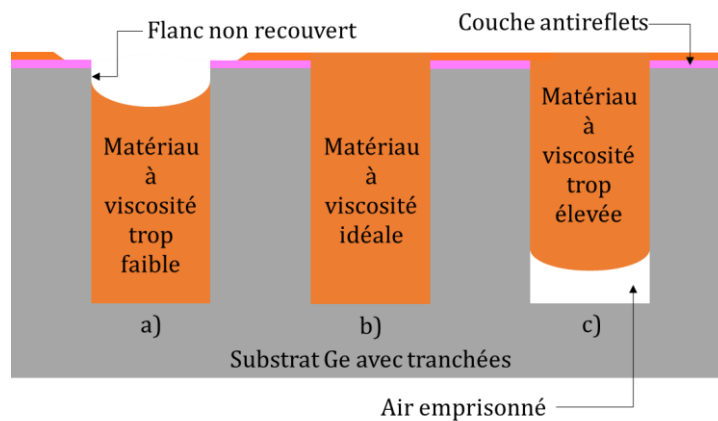 Flanc non recouvert
Couche antireflets
Matériau
à
viscosité
trop
faible
Matériau
à
viscosité
idéale
Matériau
à
viscosité
trop
élevée
a)
b)
c)
Substrat Ge avec tranchées
Air emprisonné